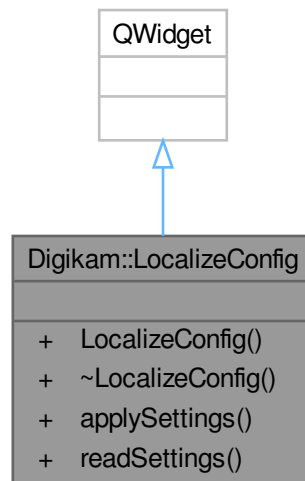 QWidget
Digikam::LocalizeConfig
+ LocalizeConfig()
+ ~LocalizeConfig()
+ applySettings()
+ readSettings()